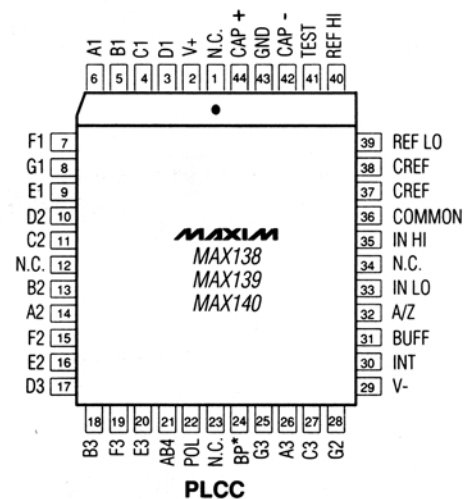 A1 B1 C1 D1 V+ N.C. CAP + GND CAP - TEST REF HI
6 5 4 3 2 1 44 43 42 41 40
F1 7
G1 8
E1 9
D2 10
C2 11
N.C. 12
B2 13
A2 14
F2 15
E2 16
D3 17
MAXIM
MAX138
MAX139
MAX140
39 REF LO
38 CREF
37 CREF
36 COMMON
35 IN HI
34 N.C.
33 IN LO
32 A/Z
31 BUFF
30 INT
29 V-
18 19 20 21 22 23 24 25 26 27 28
B3 F3 E3 AB4 POL N.C. BP* G3 A3 C3 G2
PLCC